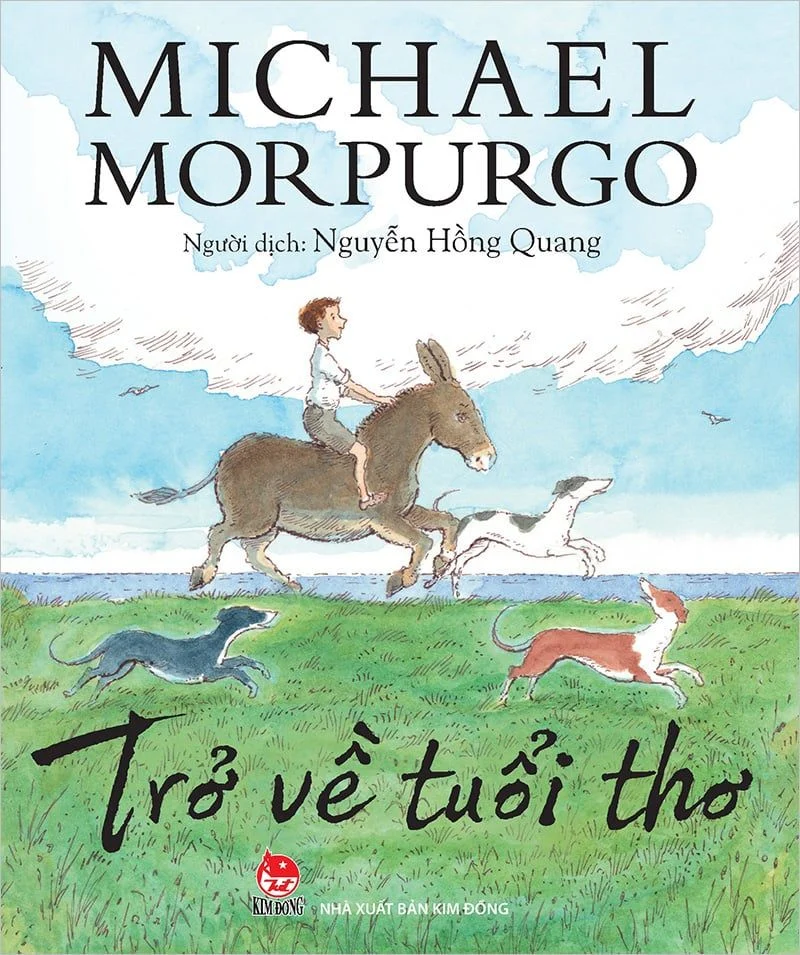 MICHAEL
MORPURGO
Người dịch: Nguyễn Hồng Quang
Trở về tuổi thơ
KIM ĐỒNG
NHÀ XUẤT BẢN KIM ĐỒNG